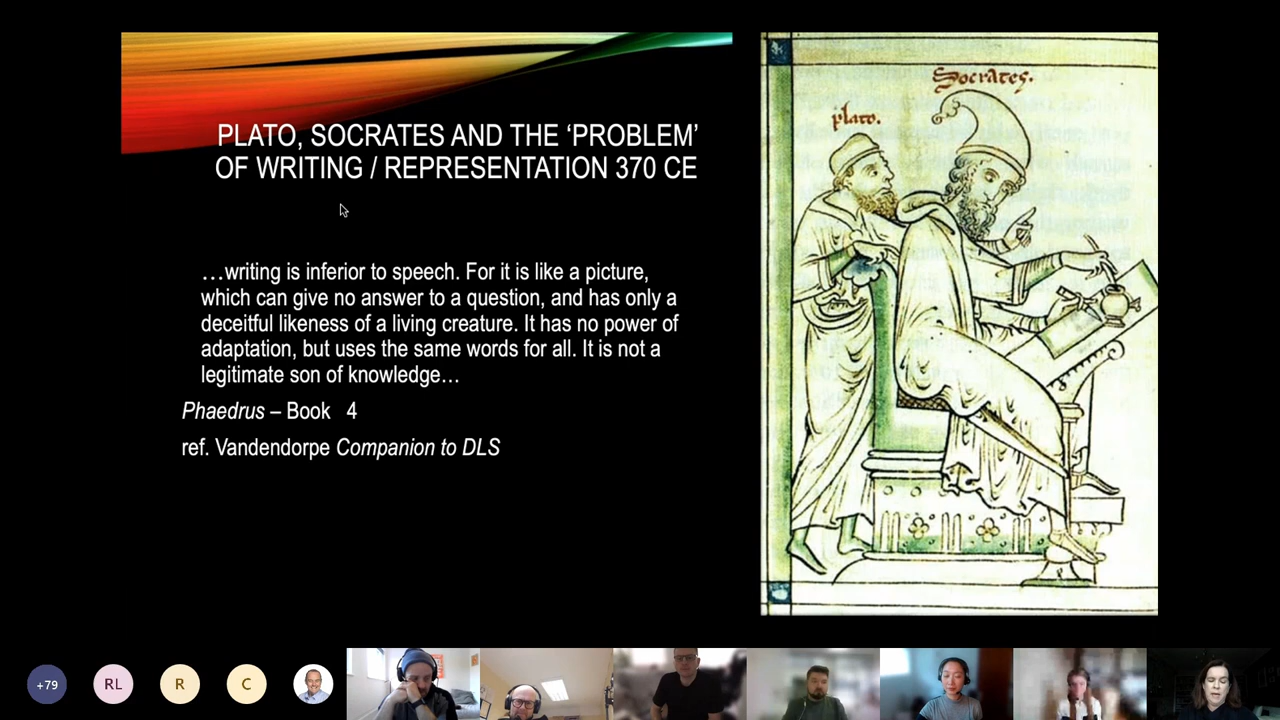 PLATO, SOCRATES AND THE ‘PROBLEM’
OF WRITING / REPRESENTATION 370 CE
…writing is inferior to speech. For it is like a picture,
which can give no answer to a question, and has only a
deceitful likeness of a living creature. It has no power of
adaptation, but uses the same words for all. It is not a
legitimate son of knowledge…
Phaedrus – Book 4
ref. Vandendorpe Companion to DLS
Socrates.
plato.
+79
RL
R
C